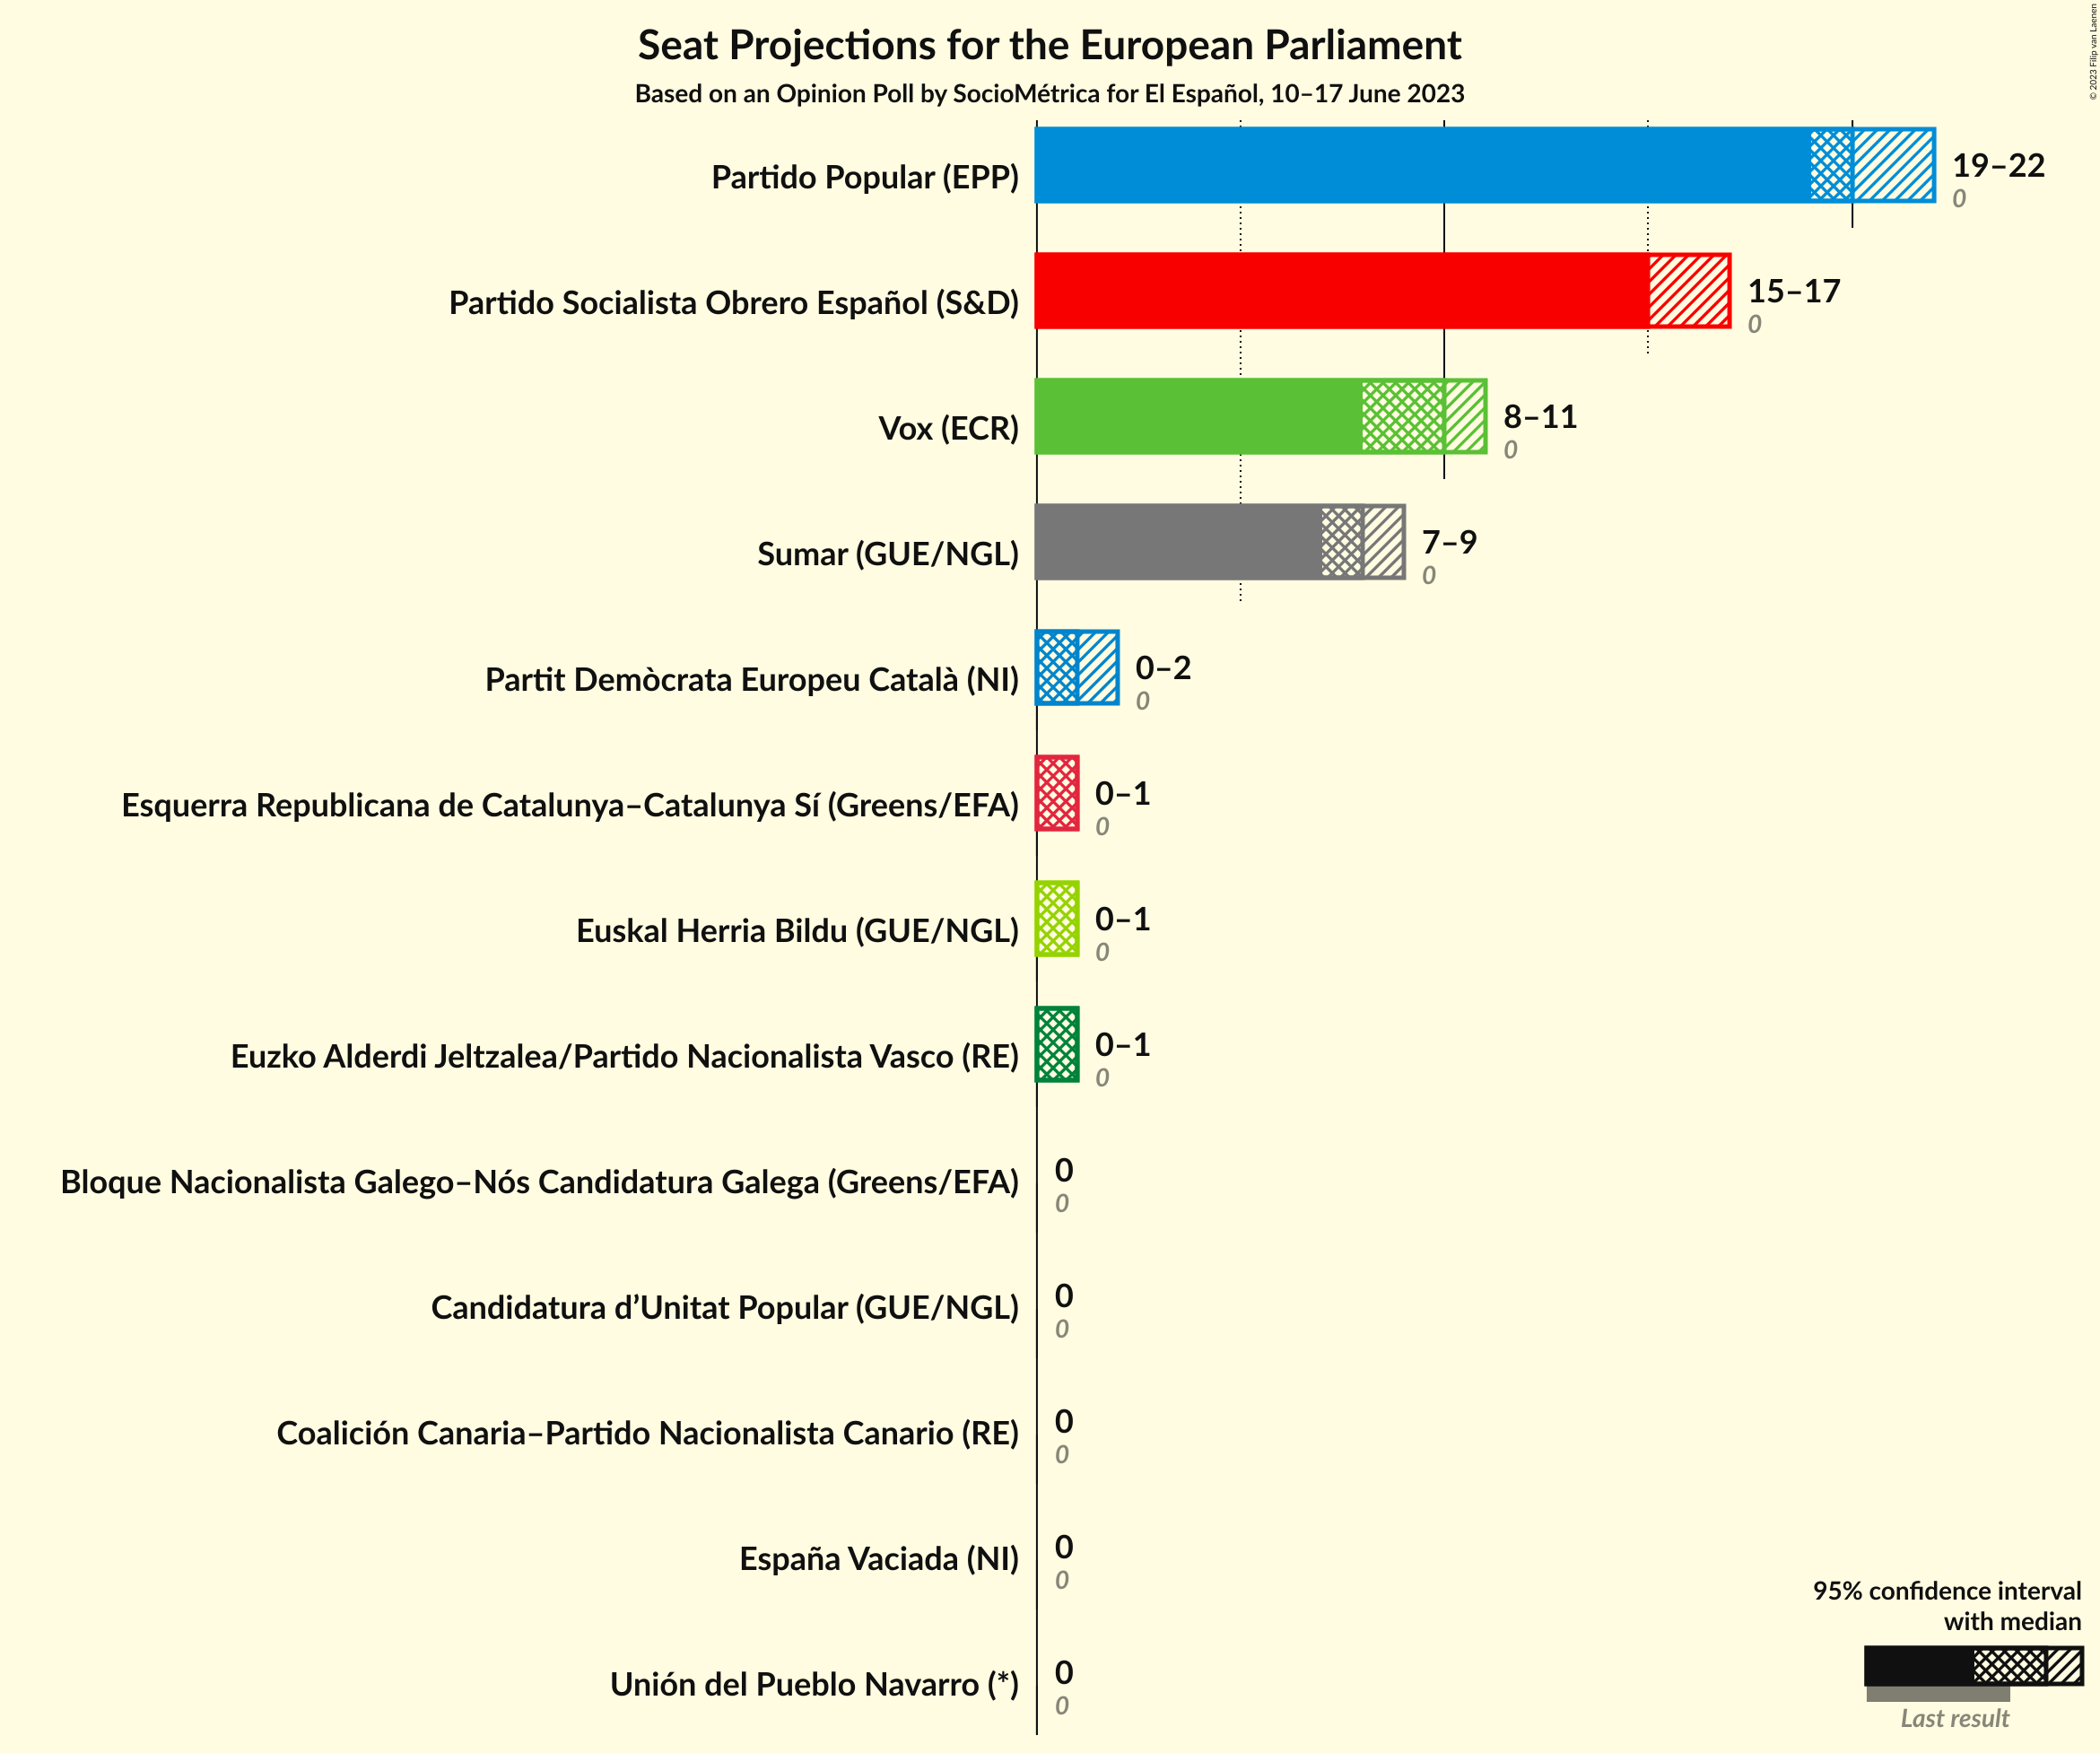 Seat Projections for the European Parliament
Based on an Opinion Poll by SocioMétrica for El Español, 10–17 June 2023
© 2023 Filip van Laenen
Partido Popular (EPP)
19–22
0
Partido Socialista Obrero Español (S&D)
15–17
0
Vox (ECR)
8–11
0
Sumar (GUE/NGL)
7–9
0
Partit Demòcrata Europeu Català (NI)
0–2
0
Esquerra Republicana de Catalunya–Catalunya Sí (Greens/EFA)
0–1
0
Euskal Herria Bildu (GUE/NGL)
0–1
0
Euzko Alderdi Jeltzalea/Partido Nacionalista Vasco (RE)
0–1
0
Bloque Nacionalista Galego–Nós Candidatura Galega (Greens/EFA)
0
0
Candidatura d’Unitat Popular (GUE/NGL)
0
0
Coalición Canaria–Partido Nacionalista Canario (RE)
0
0
España Vaciada (NI)
0
0
Unión del Pueblo Navarro (*)
0
0
95% confidence interval
with median
Last result